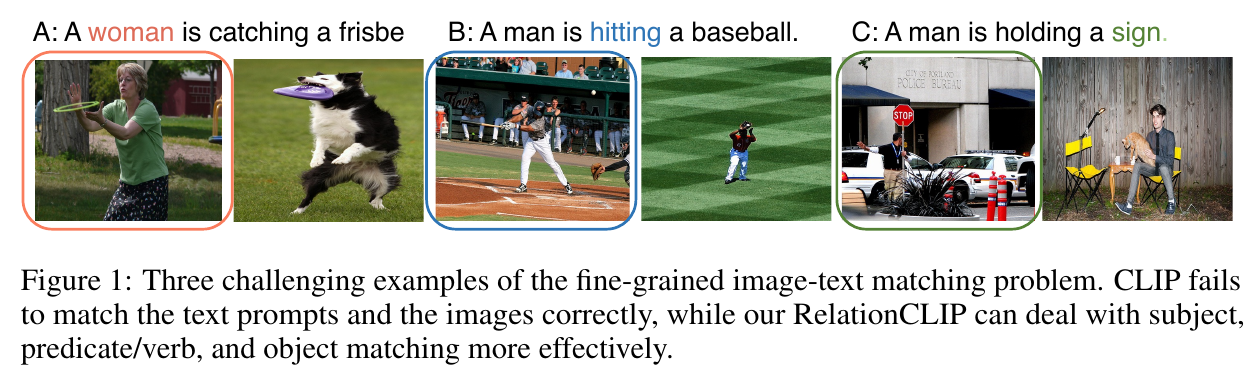 A: A woman is catching a frisbe
B: A man is hitting a baseball.
C: A man is holding a sign.
CITY OF PORTLAND
POLICE BUREAU
STOP
Figure 1: Three challenging examples of the fine-grained image-text matching problem. CLIP fails
to match the text prompts and the images correctly, while our RelationCLIP can deal with subject,
predicate/verb, and object matching more effectively.